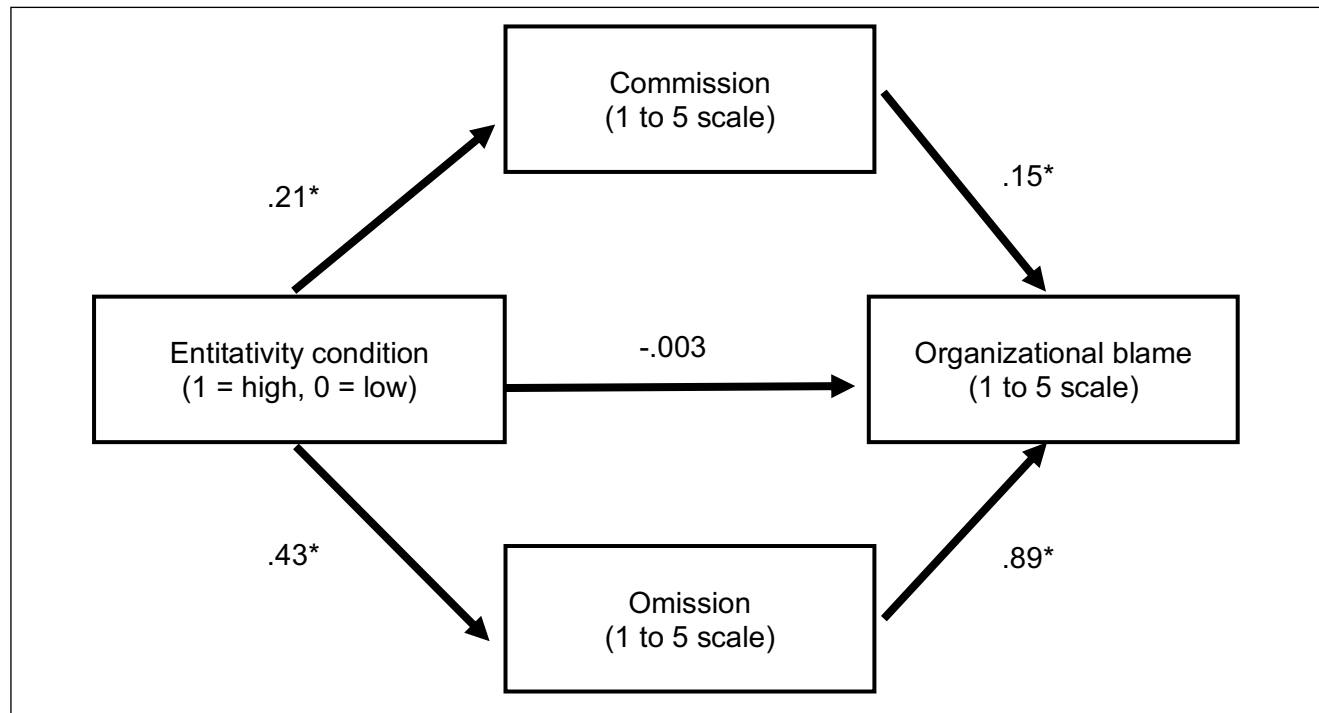 Commission
(1 to 5 scale)
.21*
.15*
Entitativity condition
(1 = high, 0 = low)
-.003
Organizational blame
(1 to 5 scale)
.43*
.89*
Omission
(1 to 5 scale)